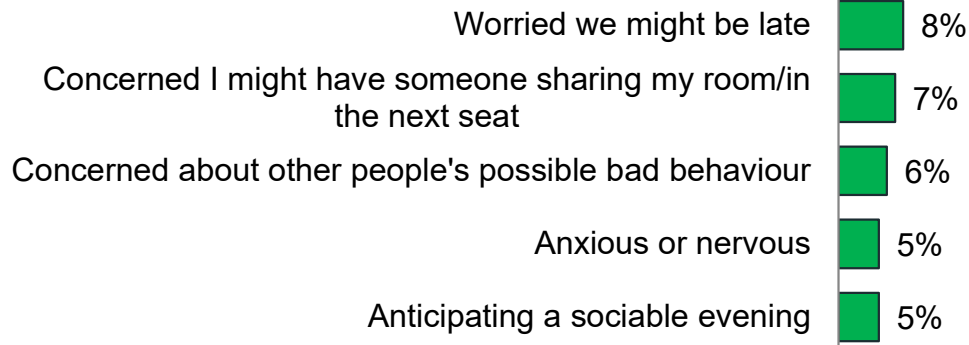 Worried we might be late 8%
Concerned I might have someone sharing my room/in
the next seat 7%
Concerned about other people's possible bad behaviour 6%
Anxious or nervous 5%
Anticipating a sociable evening 5%